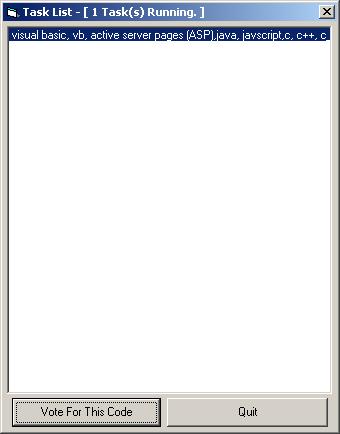 Task List - [ 1 Task(s) Running. ]
visual basic, vb, active server pages (ASP),java, javscript,c, c++, c
Vote For This Code
Quit